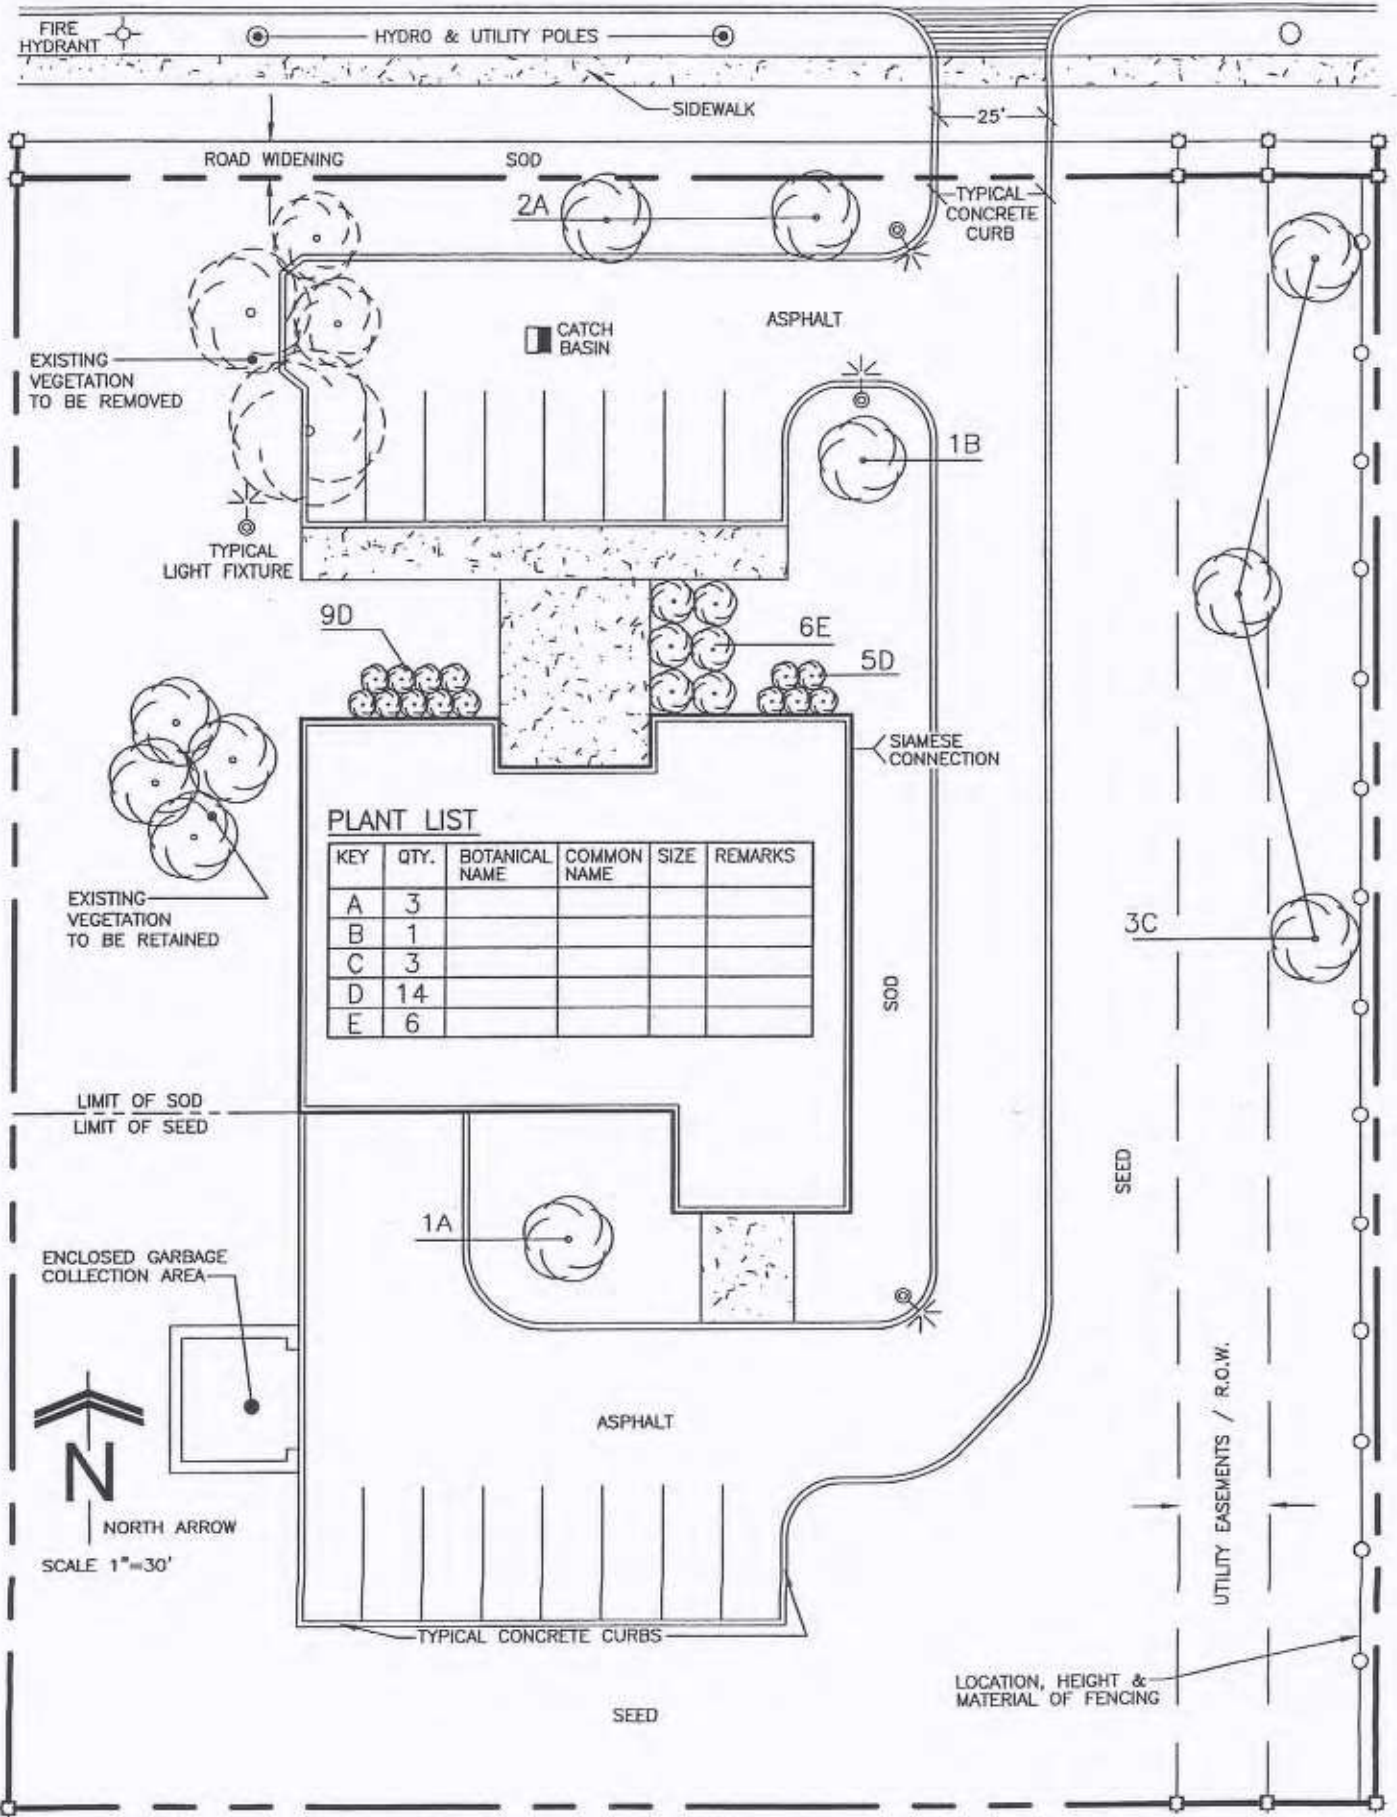 FIRE
HYDRANT
HYDRO & UTILITY POLES
SIDEWALK
25'
ROAD WIDENING
SOD
2A
TYPICAL
CONCRETE
CURB
CATCH
BASIN
ASPHALT
EXISTING
VEGETATION
TO BE REMOVED
1B
TYPICAL
LIGHT FIXTURE
9D
6E
5D
SIAMESE
CONNECTION
PLANT LIST
KEY QTY. BOTANICAL NAME COMMON NAME SIZE REMARKS
A 3
B 1
C 3
D 14
E 6
EXISTING
VEGETATION
TO BE RETAINED
3C
SOD
LIMIT OF SOD
LIMIT OF SEED
SEED
1A
ENCLOSED GARBAGE
COLLECTION AREA
UTILITY EASEMENTS / R.O.W.
N
NORTH ARROW
SCALE 1"=30'
ASPHALT
TYPICAL CONCRETE CURBS
LOCATION, HEIGHT &
MATERIAL OF FENCING
SEED